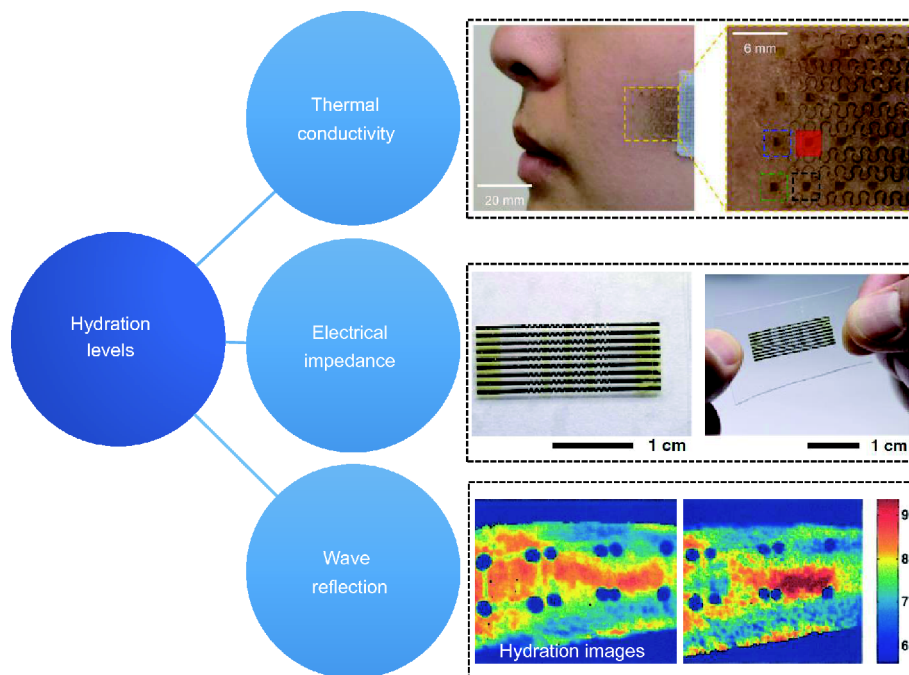 Thermal
conductivity
20 mm
6 mm
Hydration
levels
Electrical
impedance
1 cm
1 cm
Wave
reflection
Hydration images
9
8
7
6